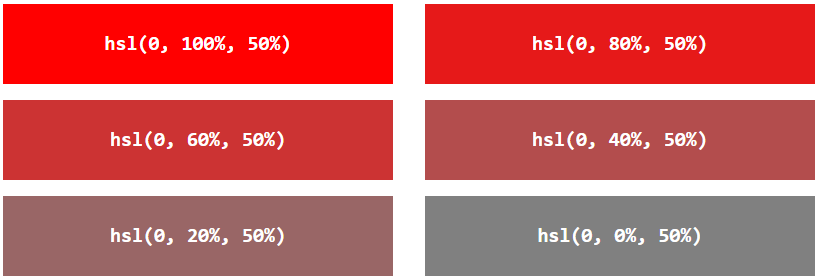 hsl(0, 100%, 50%)
hsl(0, 80%, 50%)
hsl(0, 60%, 50%)
hsl(0, 40%, 50%)
hsl(0, 20%, 50%)
hsl(0, 0%, 50%)